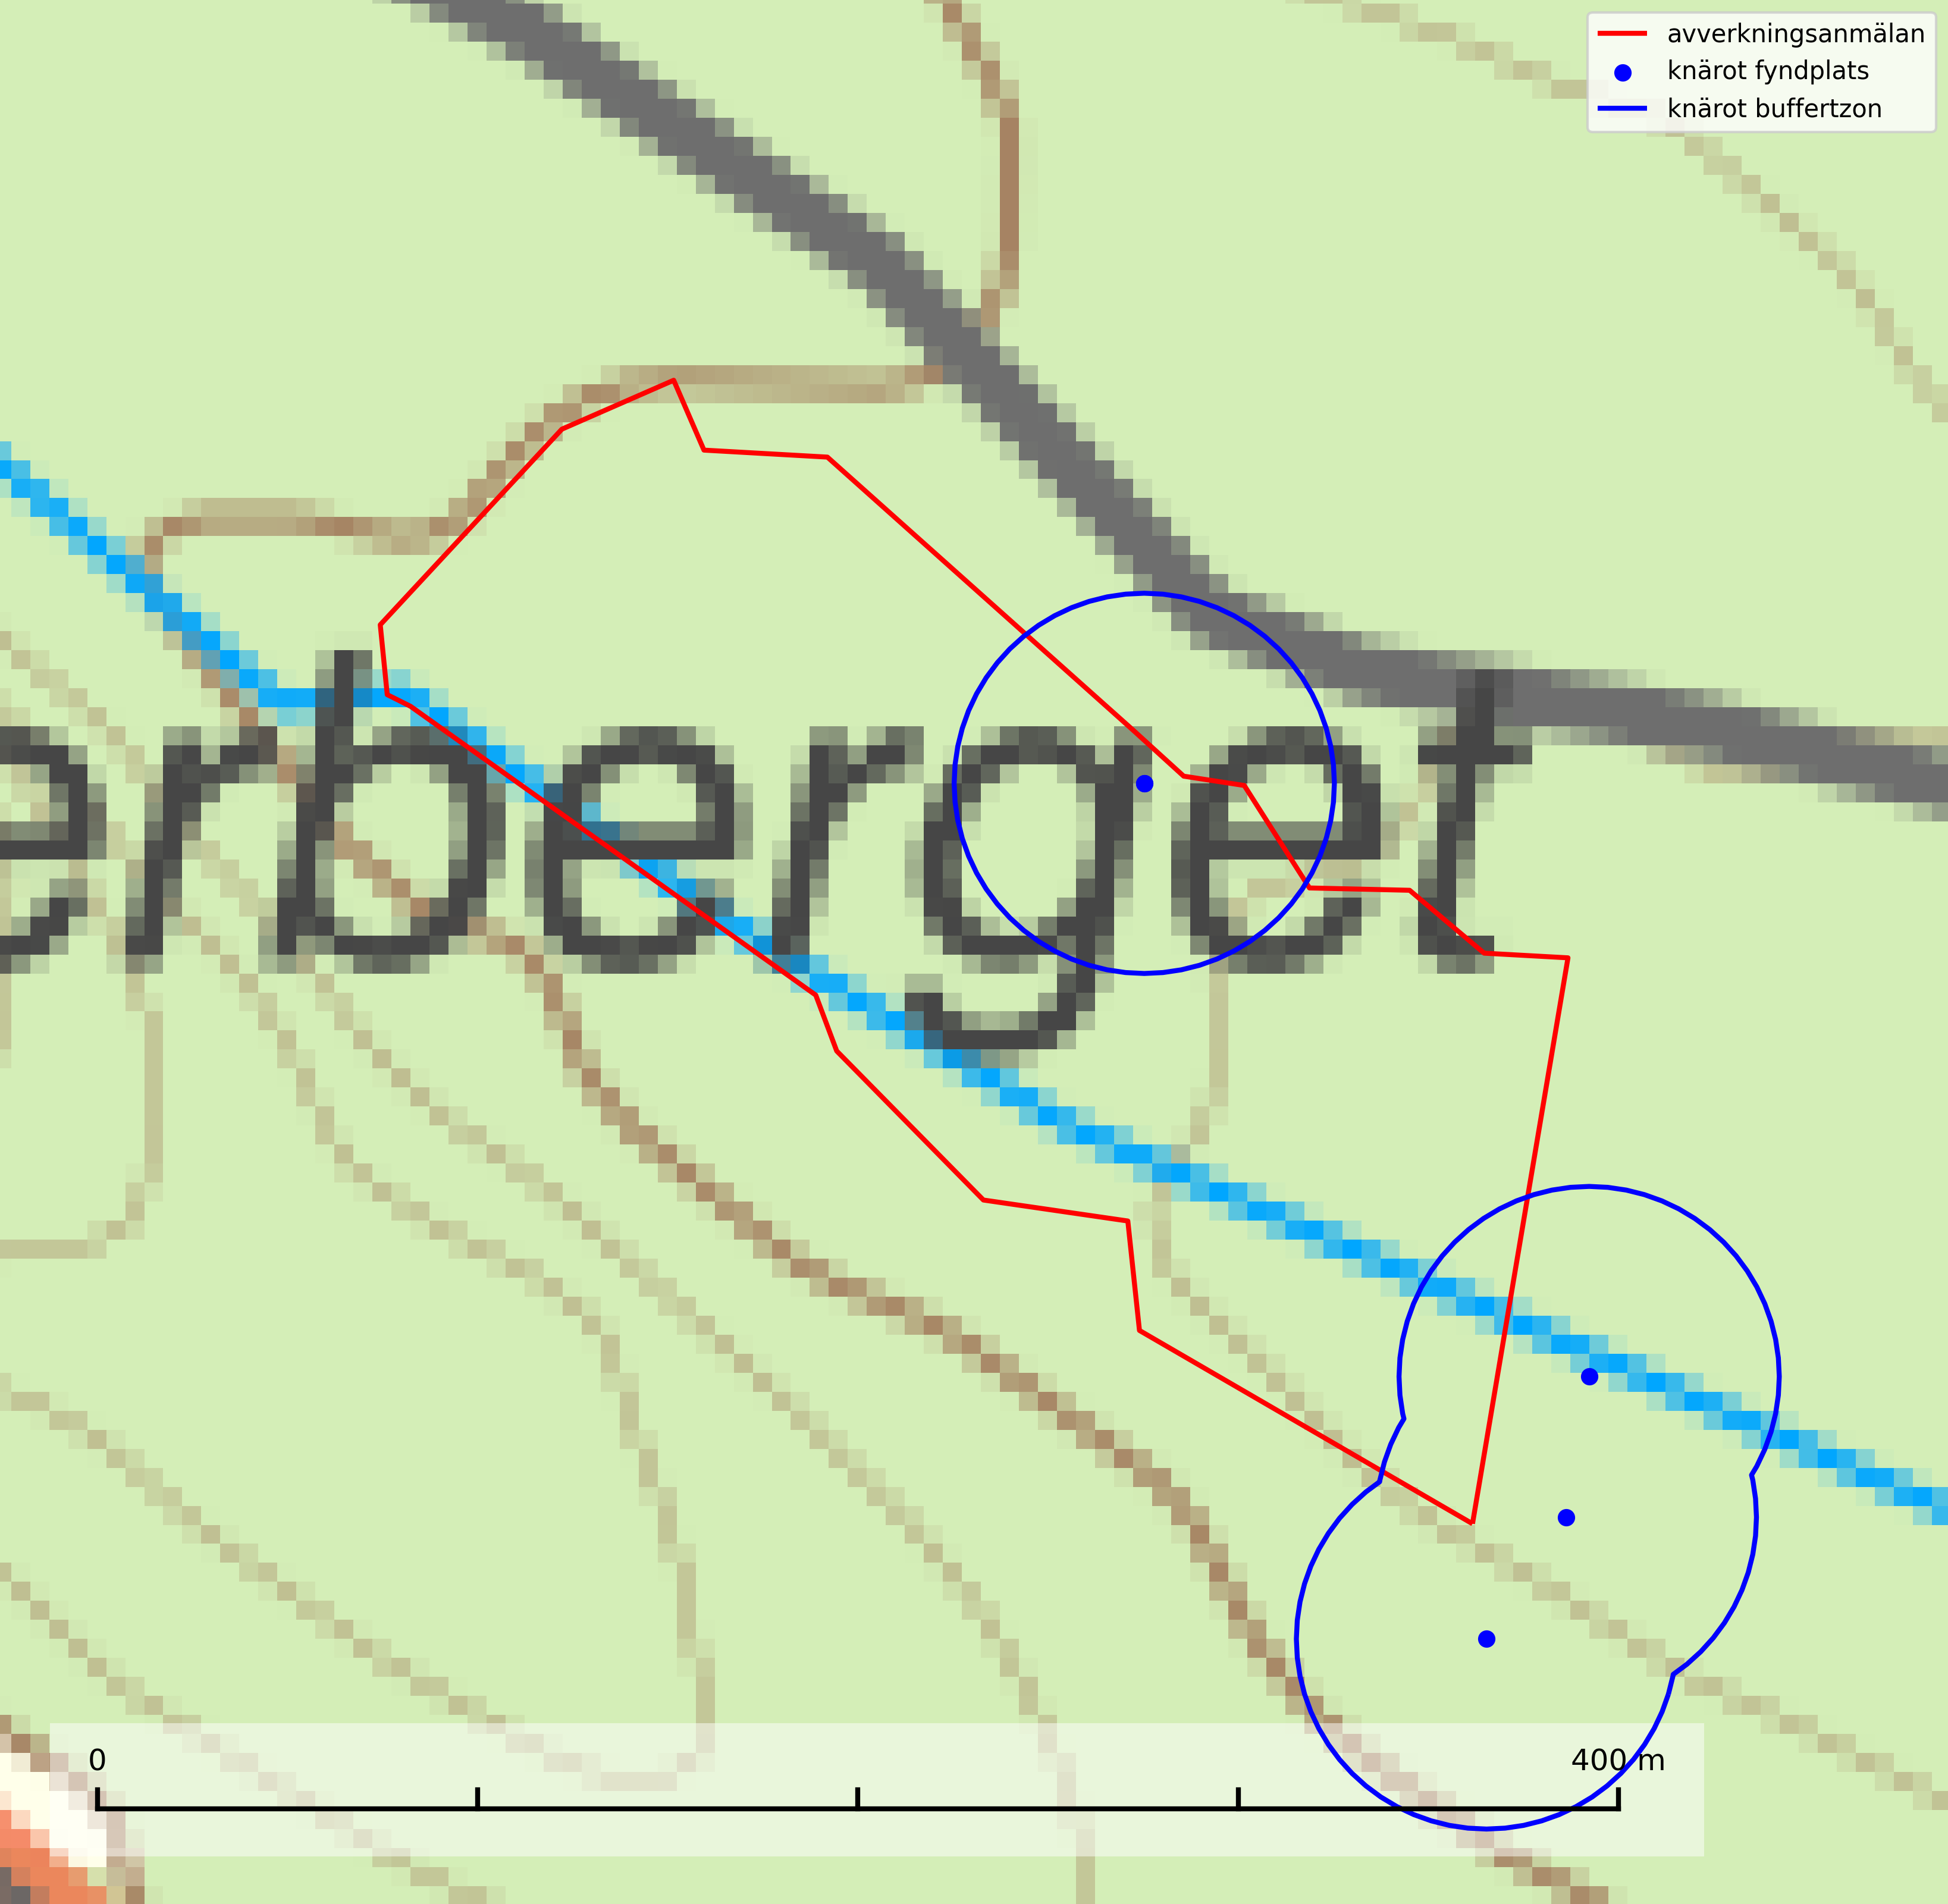 avverkningsanmälan
knärot fyndplats
knärot buffertzon
erberget
0 400 m